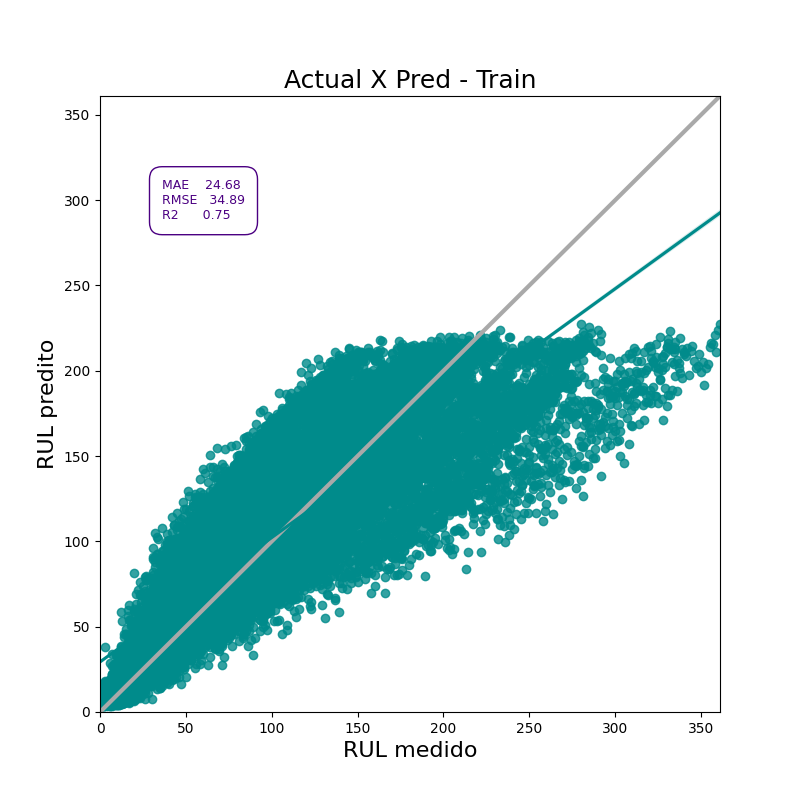 Actual X Pred - Train
350
300
250
200
150
100
50
0
RUL predito
MAE 24.68
RMSE 34.89
R2 0.75
0 50 100 150 200 250 300 350
RUL medido